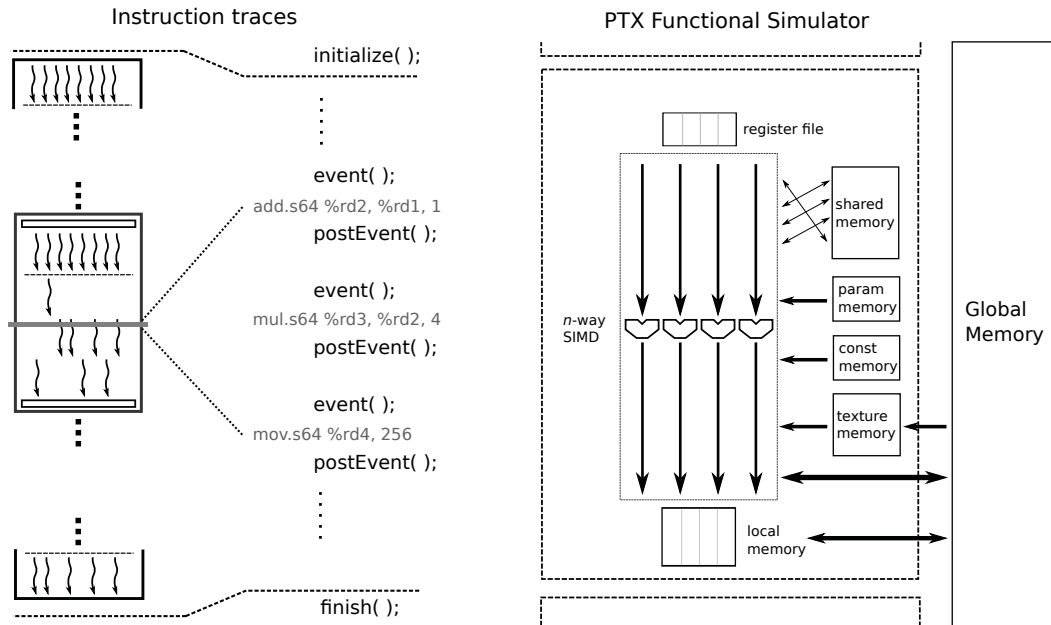 Instruction traces
initialize( );
event( );
add.s64 %rd2, %rd1, 1
postEvent( );
event( );
mul.s64 %rd3, %rd2, 4
postEvent( );
event( );
mov.s64 %rd4, 256
postEvent( );
finish( );
PTX Functional Simulator
register file
shared
memory
param
memory
n-way
SIMD
const
memory
texture
memory
local
memory
Global
Memory